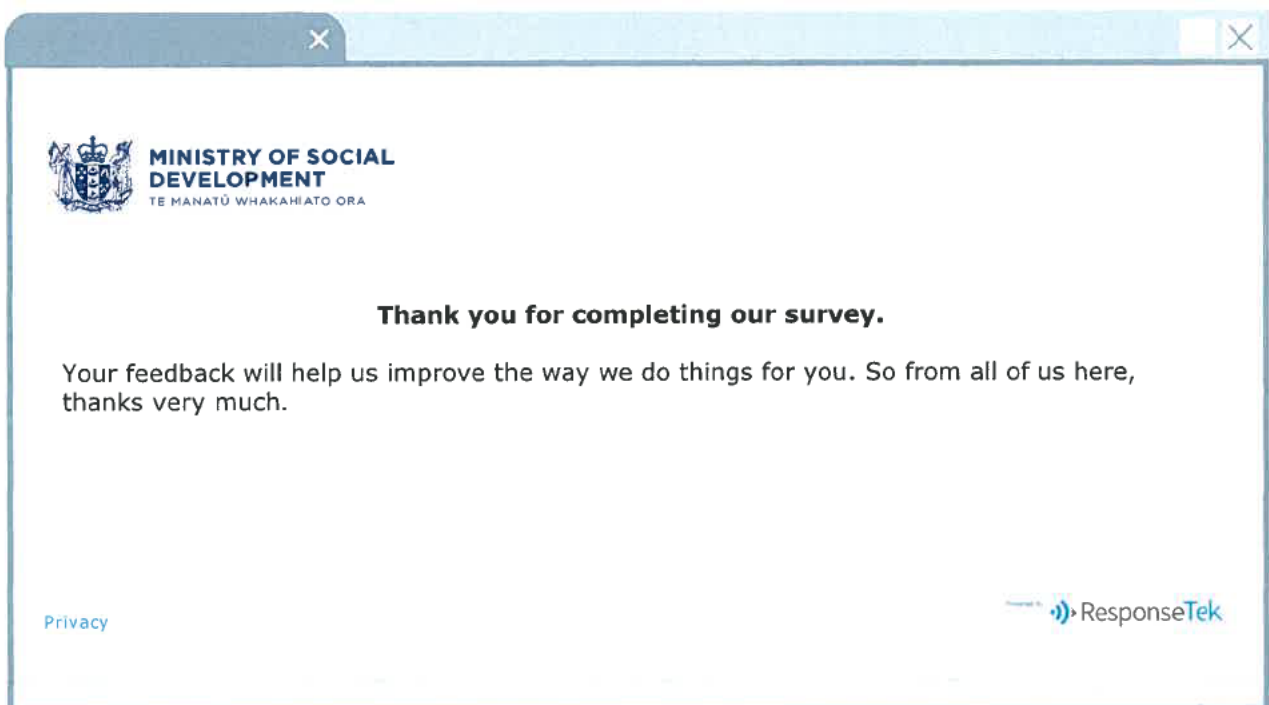 MINISTRY OF SOCIAL
DEVELOPMENT
TE MANATŪ WHAKAHIATO ORA
Thank you for completing our survey.
Your feedback will help us improve the way we do things for you. So from all of us here,
thanks very much.
Privacy
ResponseTek